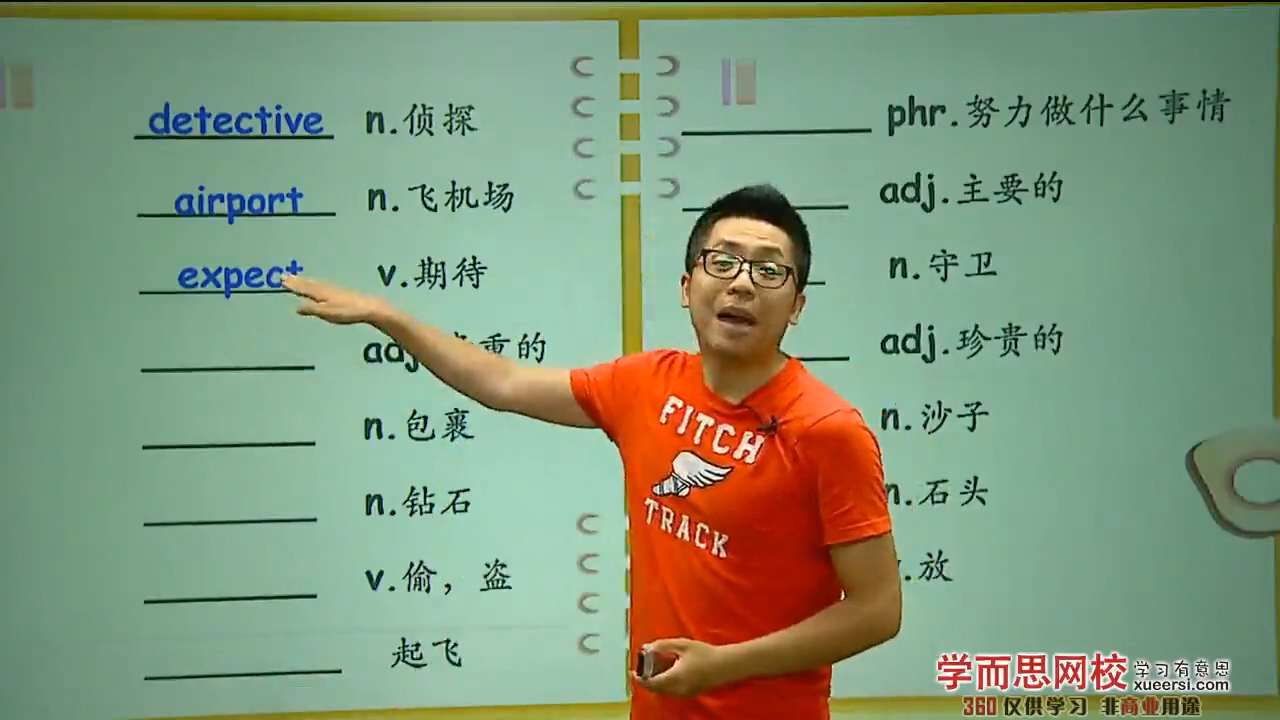 detective n.侦探
airport n.飞机场
expect v.期待
adj. 重的
n.包裹
n.钻石
v.偷，盗
起飞
phr.努力做什么事情
adj.主要的
n.守卫
adj.珍贵的
n.沙子
n.石头
v.放
FITCH
TRACK
学而思网校 学习有意思
xueersi.com
360仅供学习 非商业用途